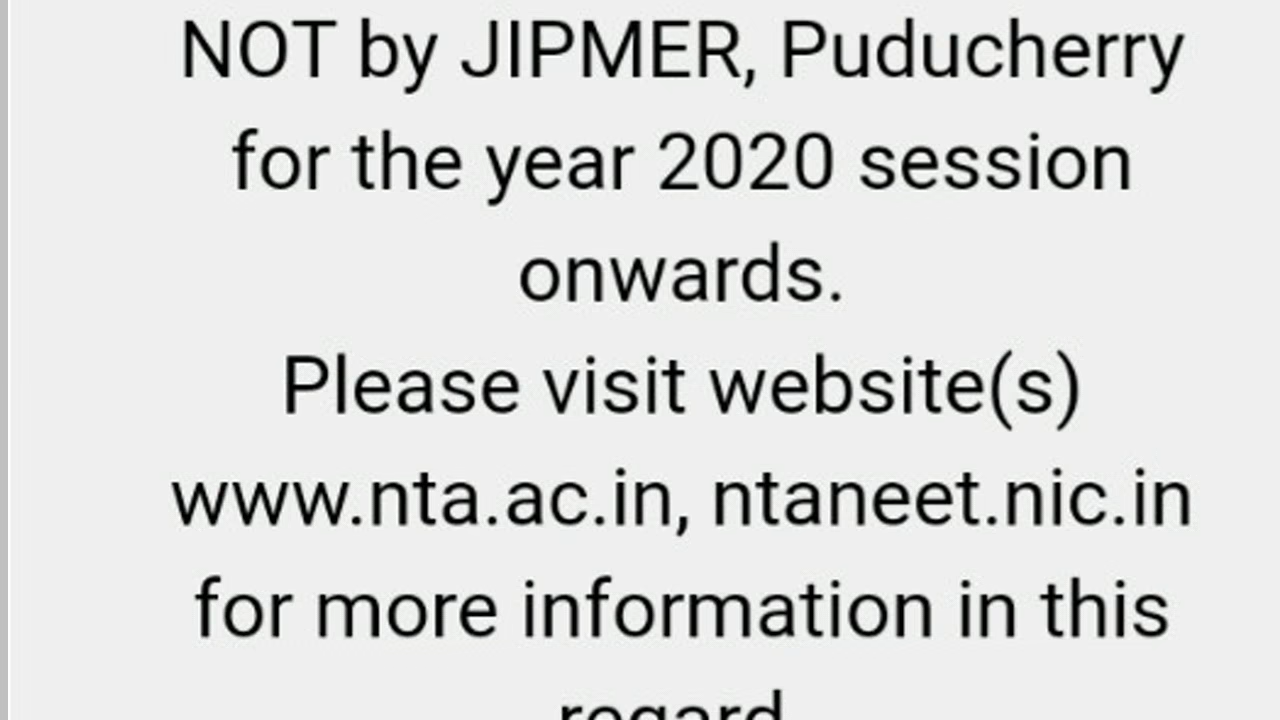 NOT by JIPMER, Puducherry
for the year 2020 session
onwards.
Please visit website(s)
www.nta.ac.in, ntaneet.nic.in
for more information in this
regard